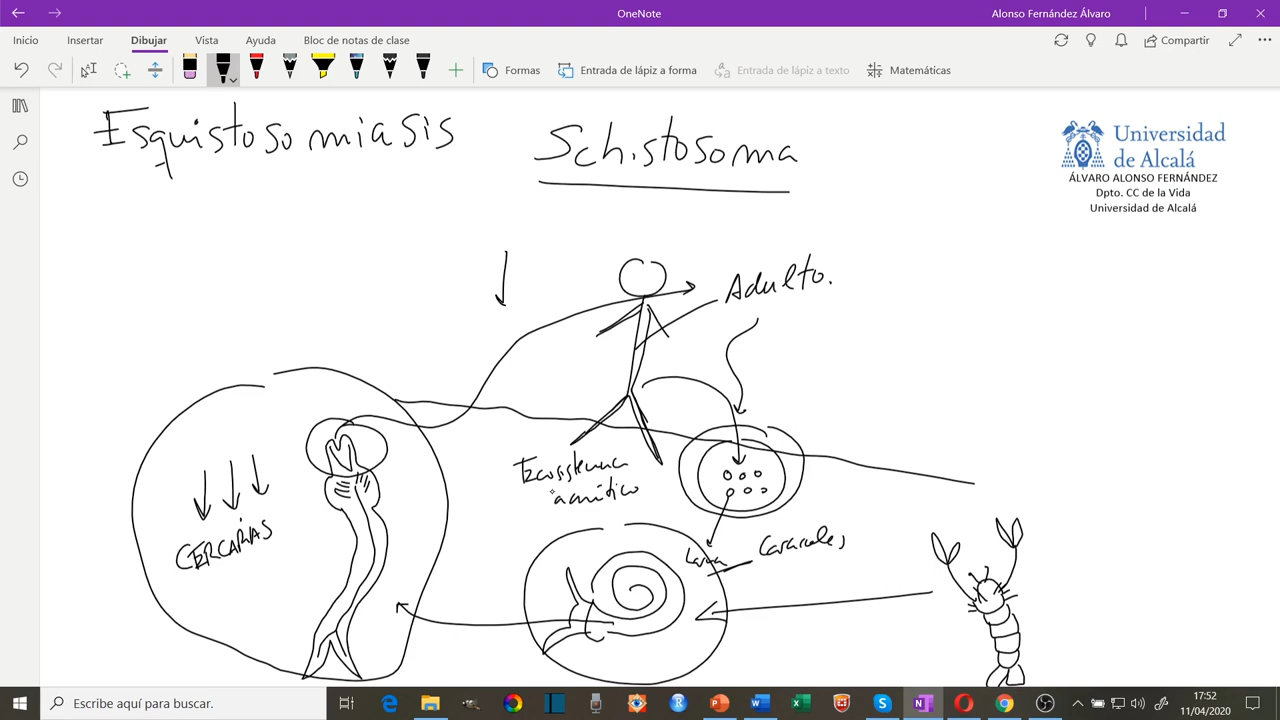 OneNote
Alonso Fernández Álvaro
Inicio Insertar Dibujar Vista Ayuda Bloc de notas de clase
Compartir
Formas Entrada de lápiz a forma Entrada de lápiz a texto Matemáticas
Esquistosomiasis
Schistosoma
Universidad
de Alcalá
ÁLVARO ALONSO FERNÁNDEZ
Dpto. CC de la Vida
Universidad de Alcalá
Adulto.
Ecosistema
acuático
CERCARIAS
Larva
Caracoles
Escribe aquí para buscar.
17:52
11/04/2020